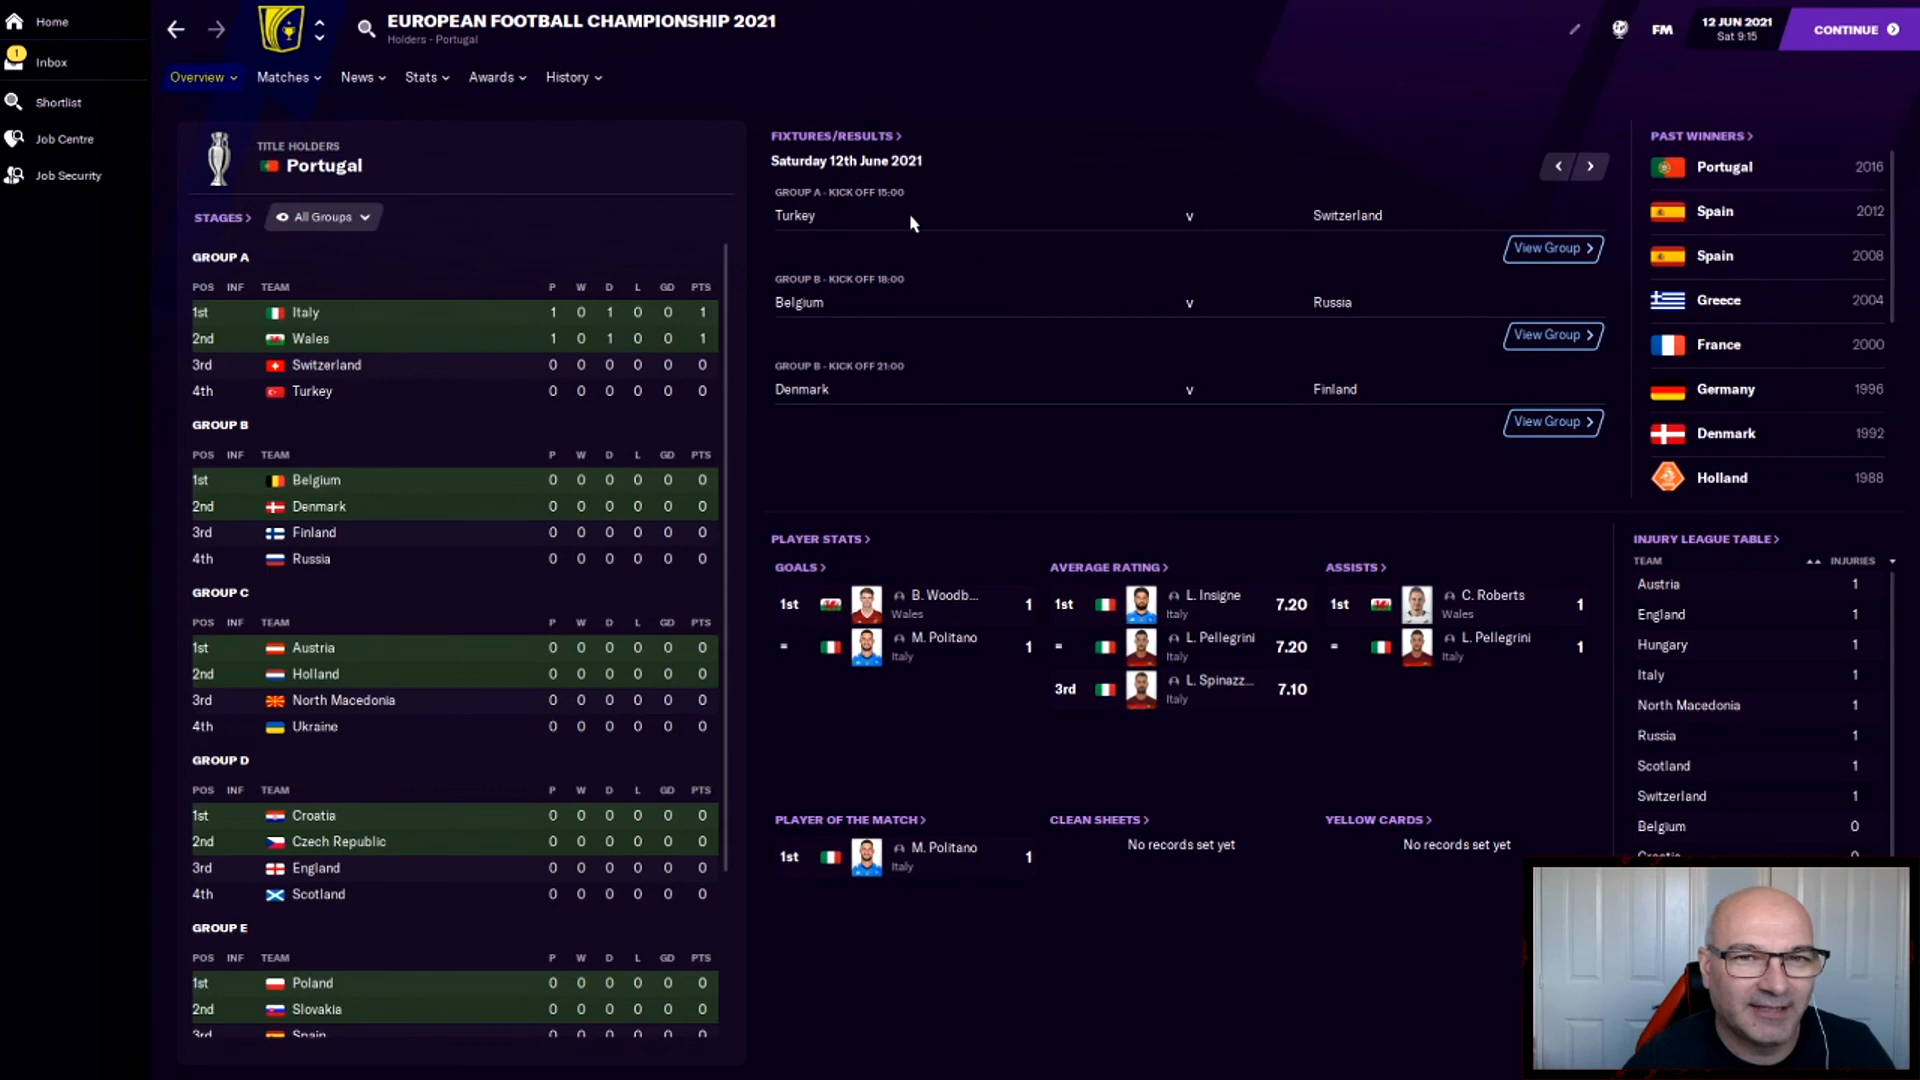 Home
1
Inbox
Shortlist
Job Centre
Job Security
EUROPEAN FOOTBALL CHAMPIONSHIP 2021
Holders - Portugal
FM
12 JUN 2021
Sat 9:15
CONTINUE
Overview
Matches
News
Stats
Awards
History
TITLE HOLDERS
Portugal
STAGES
All Groups
GROUP A
POS INF TEAM P W D L GD PTS
1st Italy 1 0 1 0 0 1
2nd Wales 1 0 1 0 0 1
3rd Switzerland 0 0 0 0 0 0
4th Turkey 0 0 0 0 0 0
GROUP B
POS INF TEAM P W D L GD PTS
1st Belgium 0 0 0 0 0 0
2nd Denmark 0 0 0 0 0 0
3rd Finland 0 0 0 0 0 0
4th Russia 0 0 0 0 0 0
GROUP C
POS INF TEAM P W D L GD PTS
1st Austria 0 0 0 0 0 0
2nd Holland 0 0 0 0 0 0
3rd North Macedonia 0 0 0 0 0 0
4th Ukraine 0 0 0 0 0 0
GROUP D
POS INF TEAM P W D L GD PTS
1st Croatia 0 0 0 0 0 0
2nd Czech Republic 0 0 0 0 0 0
3rd England 0 0 0 0 0 0
4th Scotland 0 0 0 0 0 0
GROUP E
POS INF TEAM P W D L GD PTS
1st Poland 0 0 0 0 0 0
2nd Slovakia 0 0 0 0 0 0
3rd Spain 0 0 0 0 0 0
FIXTURES/RESULTS
Saturday 12th June 2021
GROUP A - KICK OFF 15:00
Turkey v Switzerland
View Group
GROUP B - KICK OFF 18:00
Belgium v Russia
View Group
GROUP B - KICK OFF 21:00
Denmark v Finland
View Group
PAST WINNERS
Portugal 2016
Spain 2012
Spain 2008
Greece 2004
France 2000
Germany 1996
Denmark 1992
Holland 1988
PLAYER STATS
GOALS
1st B. Woodb... 1
Wales
= M. Politano 1
Italy
AVERAGE RATING
1st L. Insigne 7.20
Italy
= L. Pellegrini 7.20
Italy
3rd L. Spinazz... 7.10
Italy
ASSISTS
1st C. Roberts 1
Wales
= L. Pellegrini 1
Italy
PLAYER OF THE MATCH
1st M. Politano 1
Italy
CLEAN SHEETS
No records set yet
YELLOW CARDS
No records set yet
INJURY LEAGUE TABLE
TEAM INJURIES
Austria 1
England 1
Hungary 1
Italy 1
North Macedonia 1
Russia 1
Scotland 1
Switzerland 1
Belgium 0
Croatia 0